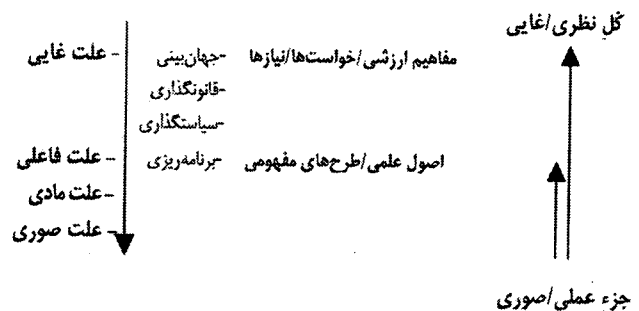 کُلِ نظری/غایی
مفاهیم ارزشی/خواست‌ها/نیازها -جهان‌بینی - علت غایی
-قانونگذاری
-سیاستگذاری
اصول علمی/طرح‌های مفهومی -برنامه‌ریزی - علت فاعلی
- علت مادی
- علت صوری
جزء عملی/صوری